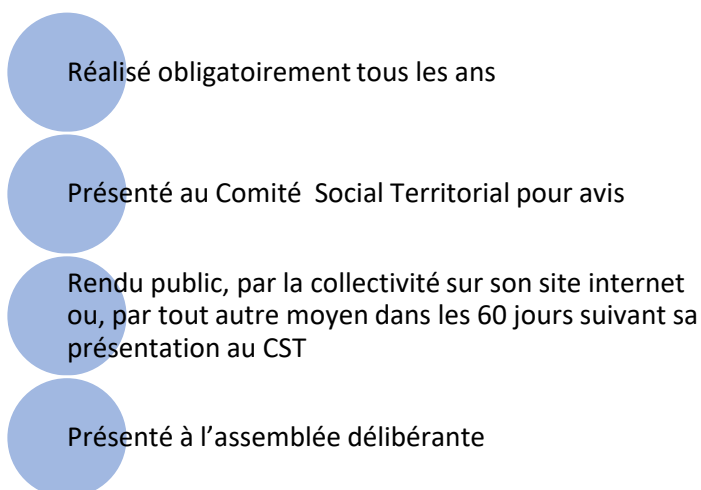 Réalisé obligatoirement tous les ans
Présenté au Comité  Social Territorial pour avis
Rendu public, par la collectivité sur son site internet
ou, par tout autre moyen dans les 60 jours suivant sa
présentation au CST
Présenté à l’assemblée délibérante